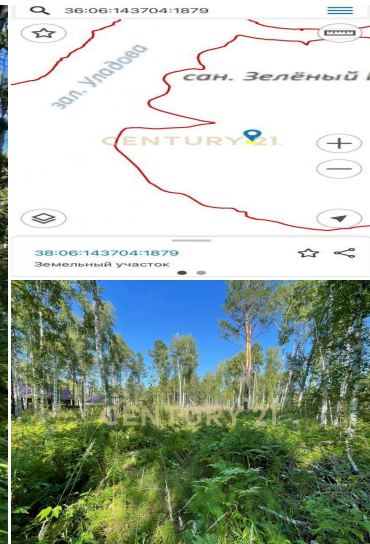 36:06:143704:1879
зал. Уладова
сан. Зелёный
CENTURY 21.
38:06:143704:1879
Земельный участок
CENTURY 21